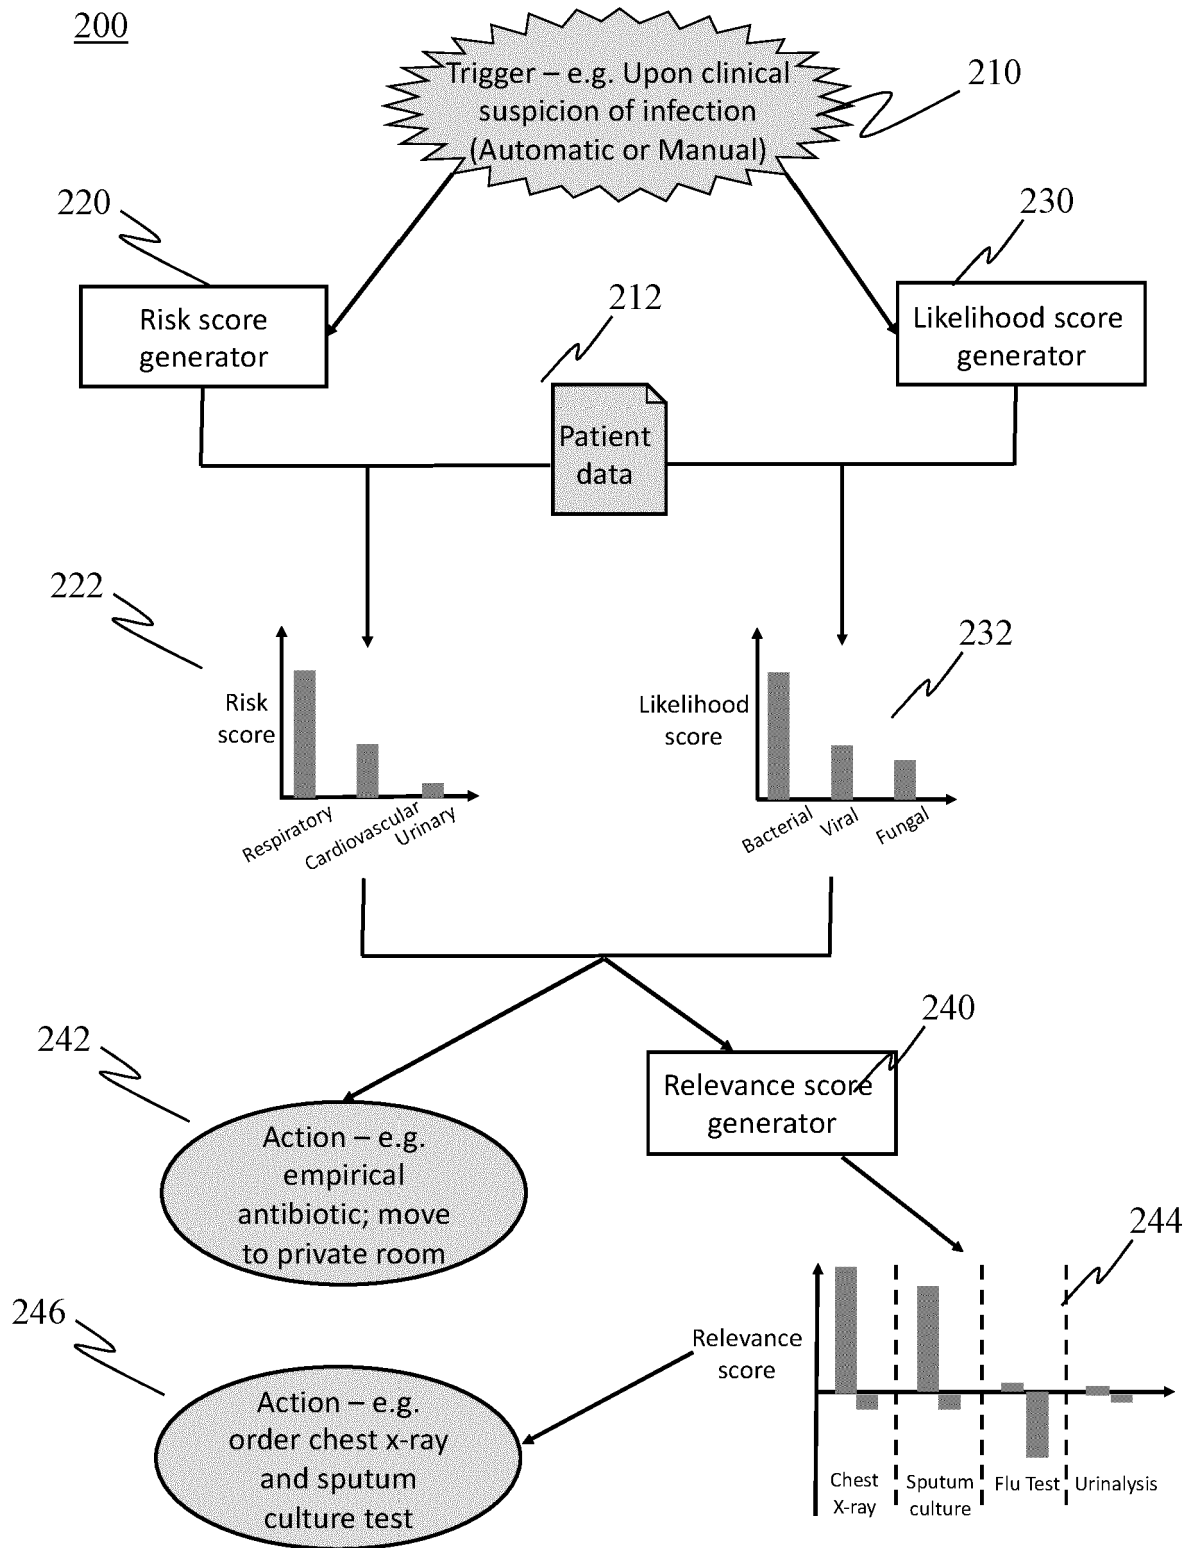 200
Trigger – e.g. Upon clinical
suspicion of infection
(Automatic or Manual)
210
220
230
Risk score
generator
212
Likelihood score
generator
Patient
data
222
232
Risk
score
Respiratory
Cardiovascular
Urinary
Likelihood
score
Bacterial
Viral
Fungal
242
240
Action – e.g.
empirical
antibiotic; move
to private room
Relevance score
generator
244
246
Relevance
score
Action – e.g.
order chest x-ray
and sputum
culture test
Chest
X-ray
Sputum
culture
Flu Test
Urinalysis